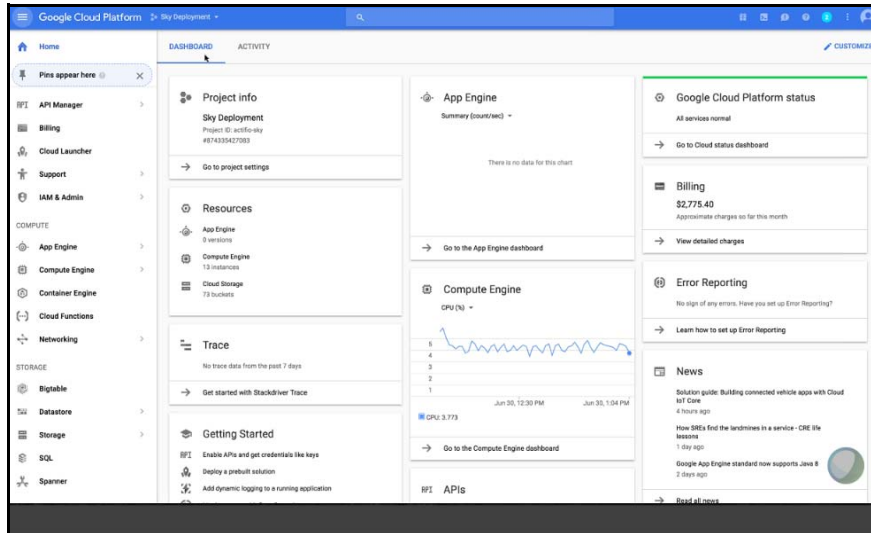 Google Cloud Platform
Sky Deployment
Home
Pins appear here
API API Manager
Billing
Cloud Launcher
Support
IAM & Admin
COMPUTE
App Engine
Compute Engine
Container Engine
Cloud Functions
Networking
STORAGE
Bigtable
Datastore
Storage
SQL
Spanner
DASHBOARD
ACTIVITY
CUSTOMIZE
Project info
Sky Deployment
Project ID: actifio-sky
#874335427083
Go to project settings
Resources
App Engine
0 versions
Compute Engine
13 instances
Cloud Storage
73 buckets
Trace
No trace data from the past 7 days
Get started with Stackdriver Trace
Getting Started
API Enable APIs and get credentials like keys
Deploy a prebuilt solution
Add dynamic logging to a running application
App Engine
Summary (count/sec)
There is no data for this chart
Go to the App Engine dashboard
Compute Engine
CPU (%)
5
4
3
2
1
Jun 30, 12:30 PM
Jun 30, 1:04 PM
CPU: 3.773
Go to the Compute Engine dashboard
API APIs
Google Cloud Platform status
All services normal
Go to Cloud status dashboard
Billing
$2,775.40
Approximate charges so far this month
View detailed charges
Error Reporting
No sign of any errors. Have you set up Error Reporting?
Learn how to set up Error Reporting
News
Solution guide: Building connected vehicle apps with Cloud
IoT Core
4 hours ago
How SREs find the landmines in a service - CRE life
lessons
1 day ago
Google App Engine standard now supports Java 8
2 days ago
Read all news